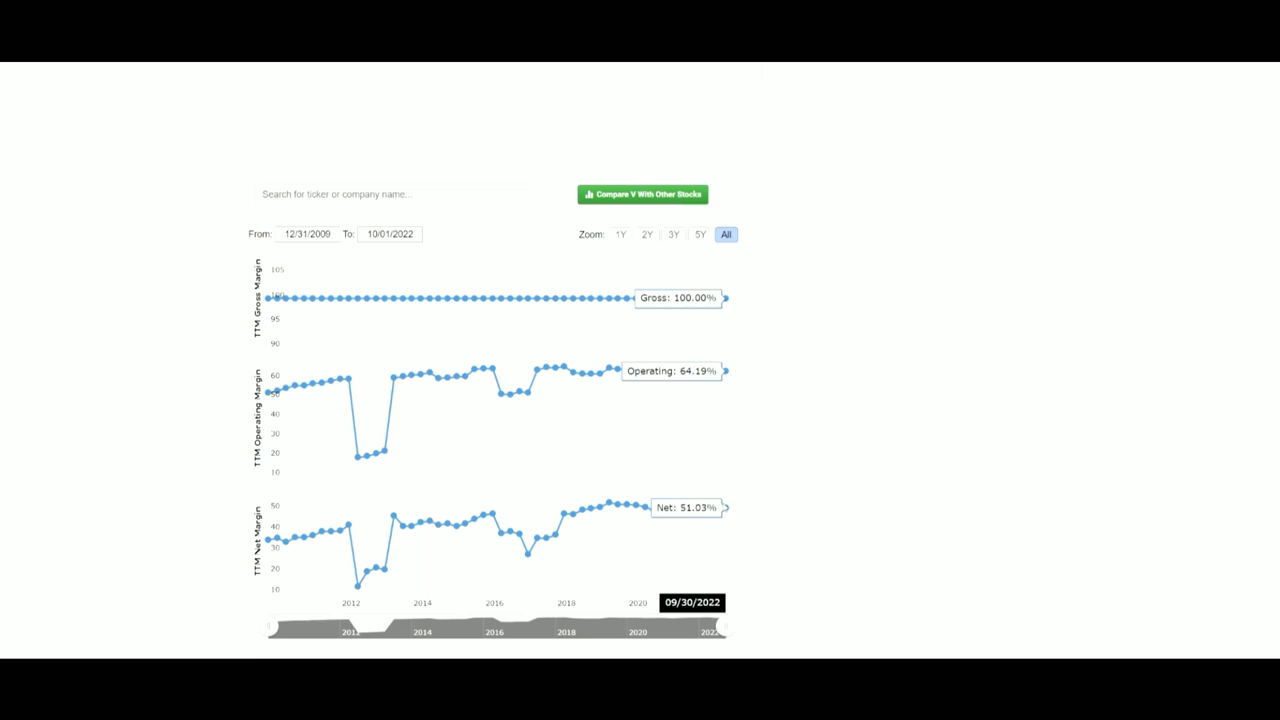 Search for ticker or company name...
Compare V With Other Stocks
From: 12/31/2009 To: 10/01/2022
Zoom: 1Y 2Y 3Y 5Y All
TTM Gross Margin
105
100
95
90
Gross: 100.00%
TTM Operating Margin
60
50
40
30
20
10
Operating: 64.19%
TTM Net Margin
50
40
30
20
10
Net: 51.03%
2012 2014 2016 2018 2020 09/30/2022
2012 2014 2016 2018 2020 2022